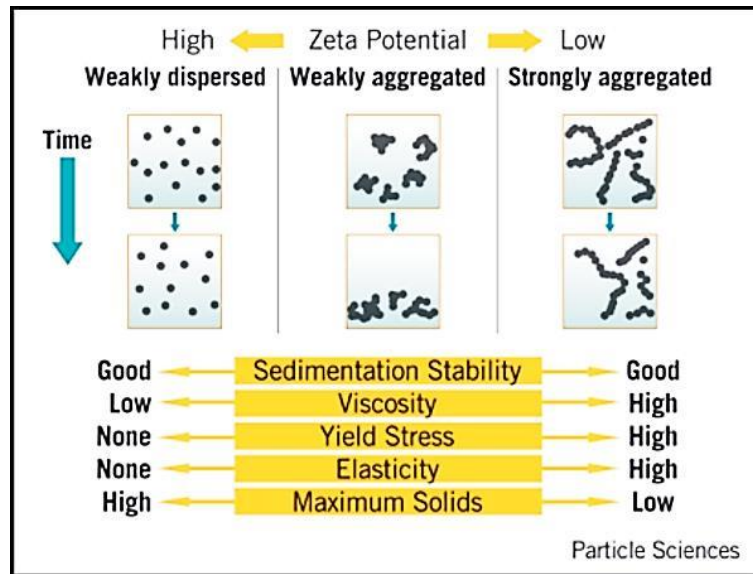 High Zeta Potential Low
Weakly dispersed Weakly aggregated Strongly aggregated
Time
Good Sedimentation Stability Good
Low Viscosity High
None Yield Stress High
None Elasticity High
High Maximum Solids Low
Particle Sciences